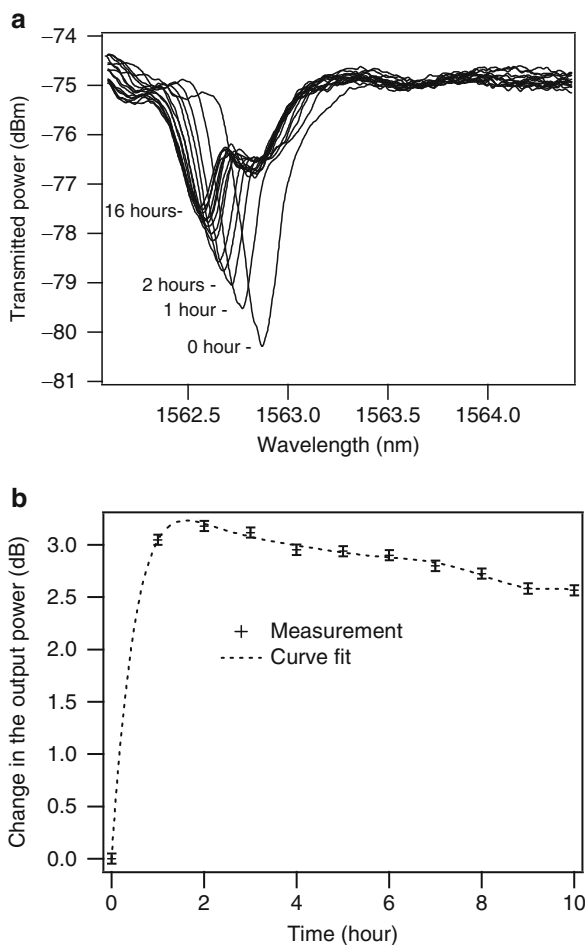 a
−74
−75
−76
−77
−78
−79
−80
−81
Transmitted power (dBm)
16 hours-
2 hours -
1 hour -
0 hour -
1562.5 1563.0 1563.5 1564.0
Wavelength (nm)
b
3.0
2.5
2.0
1.5
1.0
0.5
0.0
Change in the output power (dB)
Measurement
Curve fit
0 2 4 6 8 10
Time (hour)